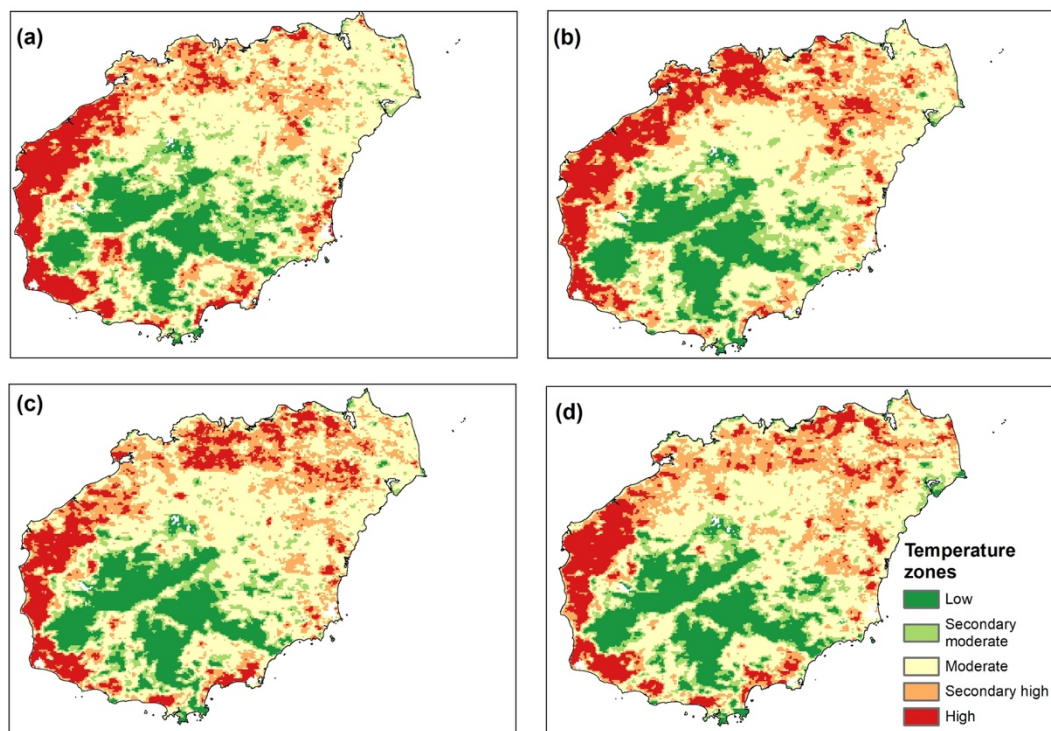 (a)
(b)
(c)
(d)
Temperature
zones
Low
Secondary
moderate
Moderate
Secondary high
High